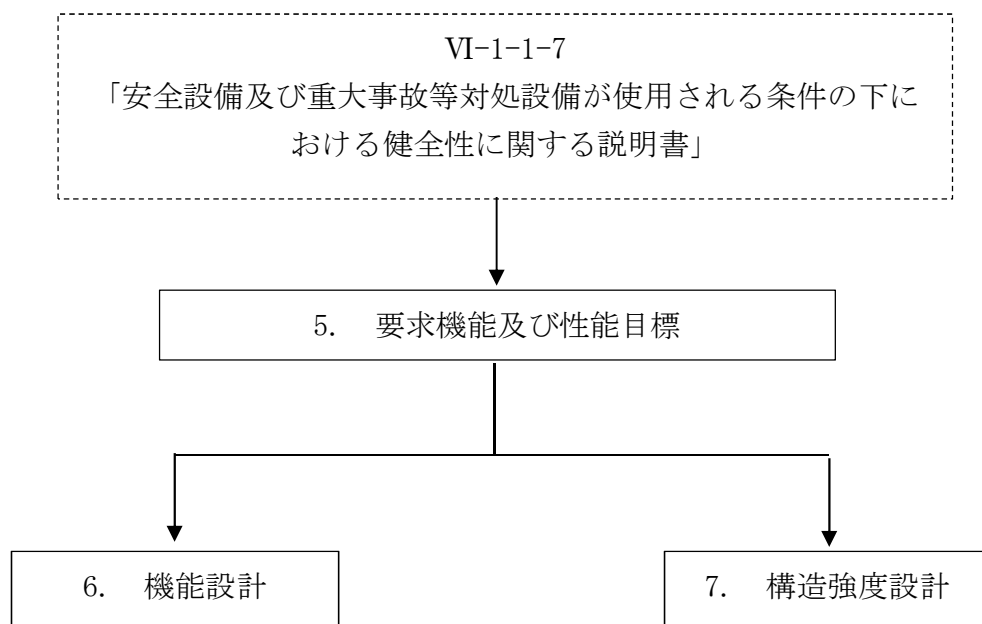 Ⅵ-1-1-7
「安全設備及び重大事故等対処設備が使用される条件の下に
おける健全性に関する説明書」
5. 要求機能及び性能目標
6. 機能設計
7. 構造強度設計